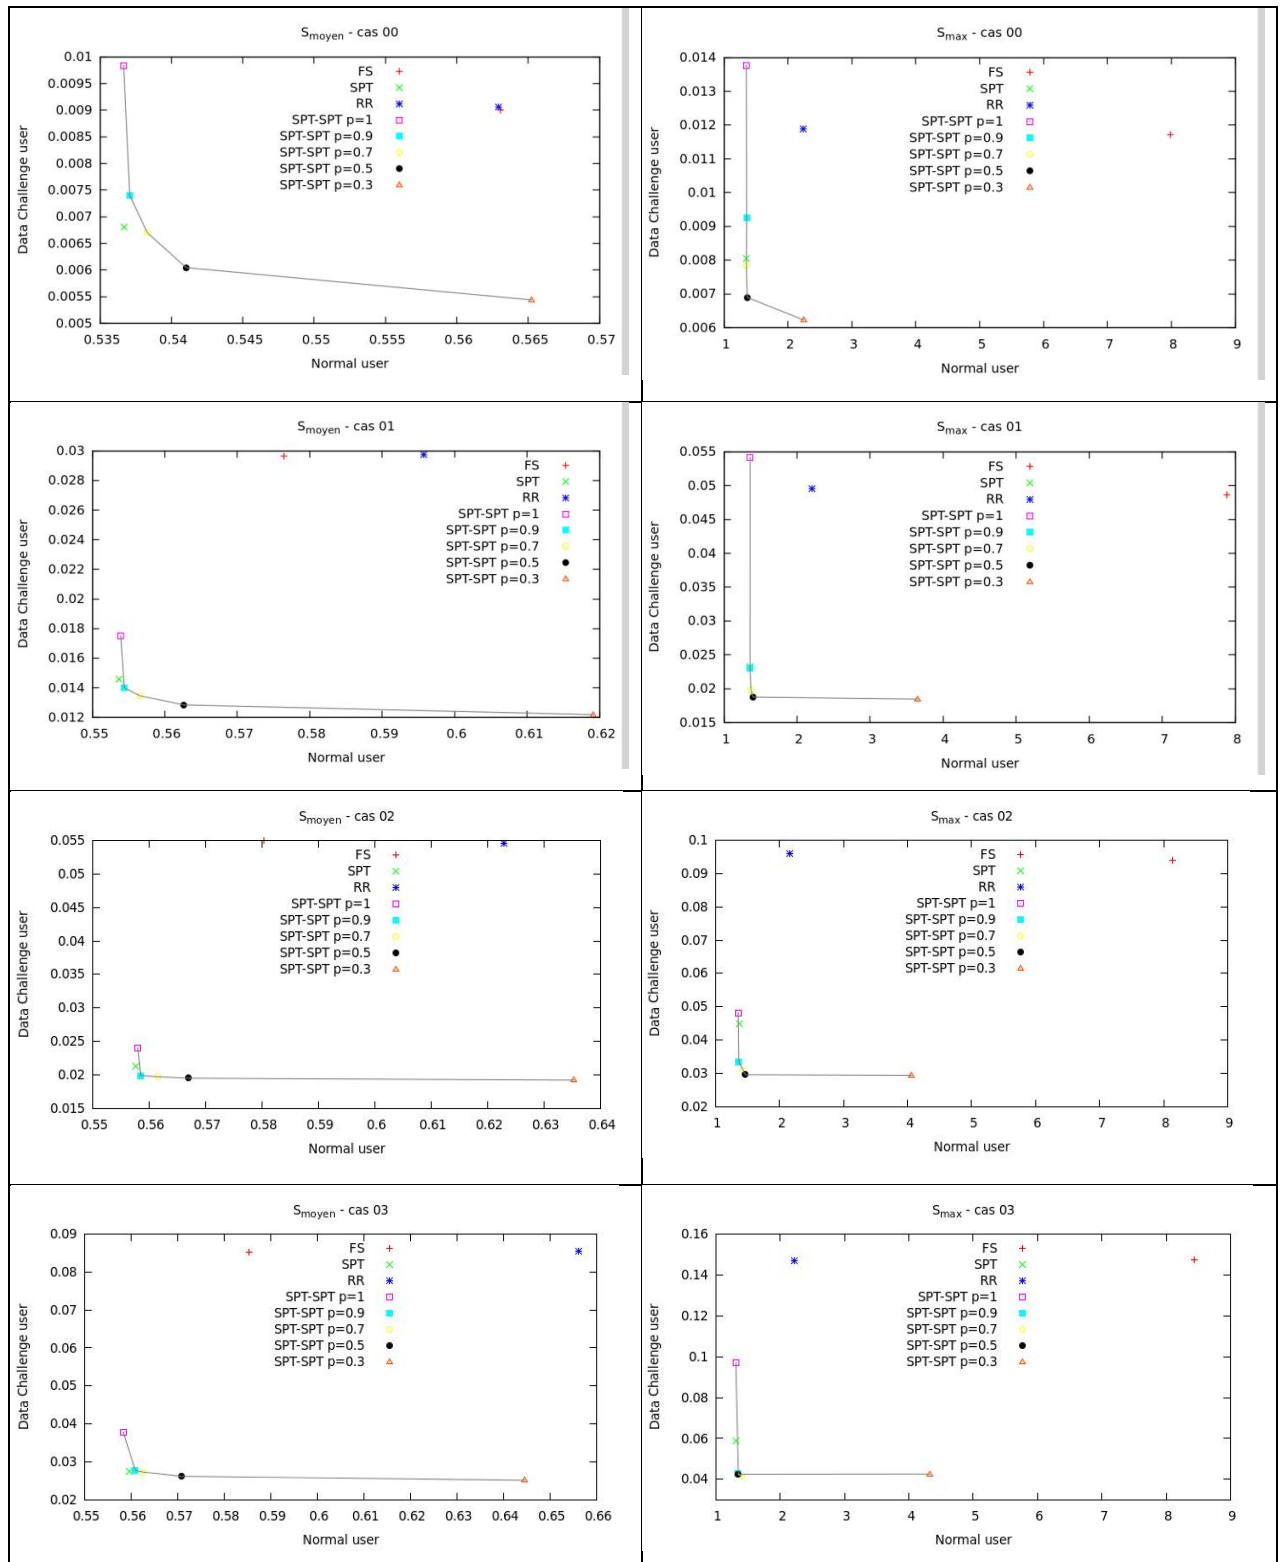 S_moyen - cas 00
0.01
0.0095
0.009
0.0085
0.008
0.0075
0.007
0.0065
0.006
0.0055
0.005
0.535 0.54 0.545 0.55 0.555 0.56 0.565 0.57
Data Challenge user
Normal user
FS
SPT
RR
SPT-SPT p=1
SPT-SPT p=0.9
SPT-SPT p=0.7
SPT-SPT p=0.5
SPT-SPT p=0.3
S_max - cas 00
0.014
0.013
0.012
0.011
0.01
0.009
0.008
0.007
0.006
1 2 3 4 5 6 7 8 9
Data Challenge user
Normal user
FS
SPT
RR
SPT-SPT p=1
SPT-SPT p=0.9
SPT-SPT p=0.7
SPT-SPT p=0.5
SPT-SPT p=0.3
S_moyen - cas 01
0.03
0.028
0.026
0.024
0.022
0.02
0.018
0.016
0.014
0.012
0.55 0.56 0.57 0.58 0.59 0.6 0.61 0.62
Data Challenge user
Normal user
FS
SPT
RR
SPT-SPT p=1
SPT-SPT p=0.9
SPT-SPT p=0.7
SPT-SPT p=0.5
SPT-SPT p=0.3
S_max - cas 01
0.055
0.05
0.045
0.04
0.035
0.03
0.025
0.02
0.015
1 2 3 4 5 6 7 8
Data Challenge user
Normal user
FS
SPT
RR
SPT-SPT p=1
SPT-SPT p=0.9
SPT-SPT p=0.7
SPT-SPT p=0.5
SPT-SPT p=0.3
S_moyen - cas 02
0.055
0.05
0.045
0.04
0.035
0.03
0.025
0.02
0.015
0.55 0.56 0.57 0.58 0.59 0.6 0.61 0.62 0.63 0.64
Data Challenge user
Normal user
FS
SPT
RR
SPT-SPT p=1
SPT-SPT p=0.9
SPT-SPT p=0.7
SPT-SPT p=0.5
SPT-SPT p=0.3
S_max - cas 02
0.1
0.09
0.08
0.07
0.06
0.05
0.04
0.03
0.02
1 2 3 4 5 6 7 8 9
Data Challenge user
Normal user
FS
SPT
RR
SPT-SPT p=1
SPT-SPT p=0.9
SPT-SPT p=0.7
SPT-SPT p=0.5
SPT-SPT p=0.3
S_moyen - cas 03
0.09
0.08
0.07
0.06
0.05
0.04
0.03
0.02
0.55 0.56 0.57 0.58 0.59 0.6 0.61 0.62 0.63 0.64 0.65 0.66
Data Challenge user
Normal user
FS
SPT
RR
SPT-SPT p=1
SPT-SPT p=0.9
SPT-SPT p=0.7
SPT-SPT p=0.5
SPT-SPT p=0.3
S_max - cas 03
0.16
0.14
0.12
0.1
0.08
0.06
0.04
1 2 3 4 5 6 7 8 9
Data Challenge user
Normal user
FS
SPT
RR
SPT-SPT p=1
SPT-SPT p=0.9
SPT-SPT p=0.7
SPT-SPT p=0.5
SPT-SPT p=0.3